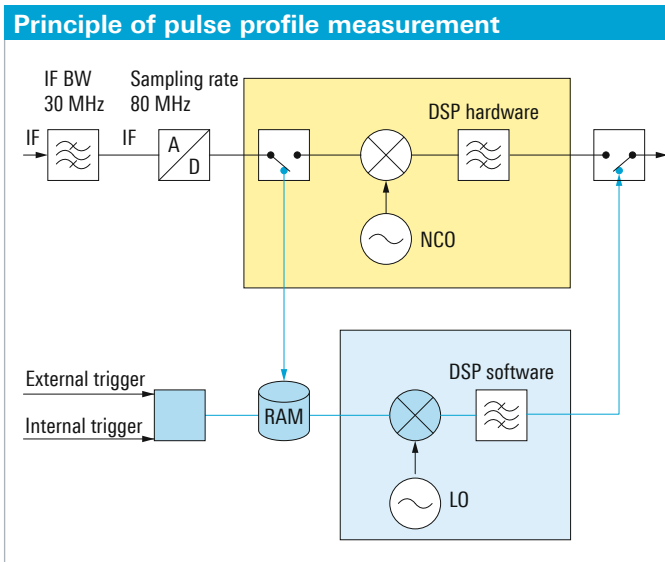 Principle of pulse profile measurement
IF BW
30 MHz
Sampling rate
80 MHz
DSP hardware
IF
IF
A
D
NCO
External trigger
Internal trigger
RAM
DSP software
LO